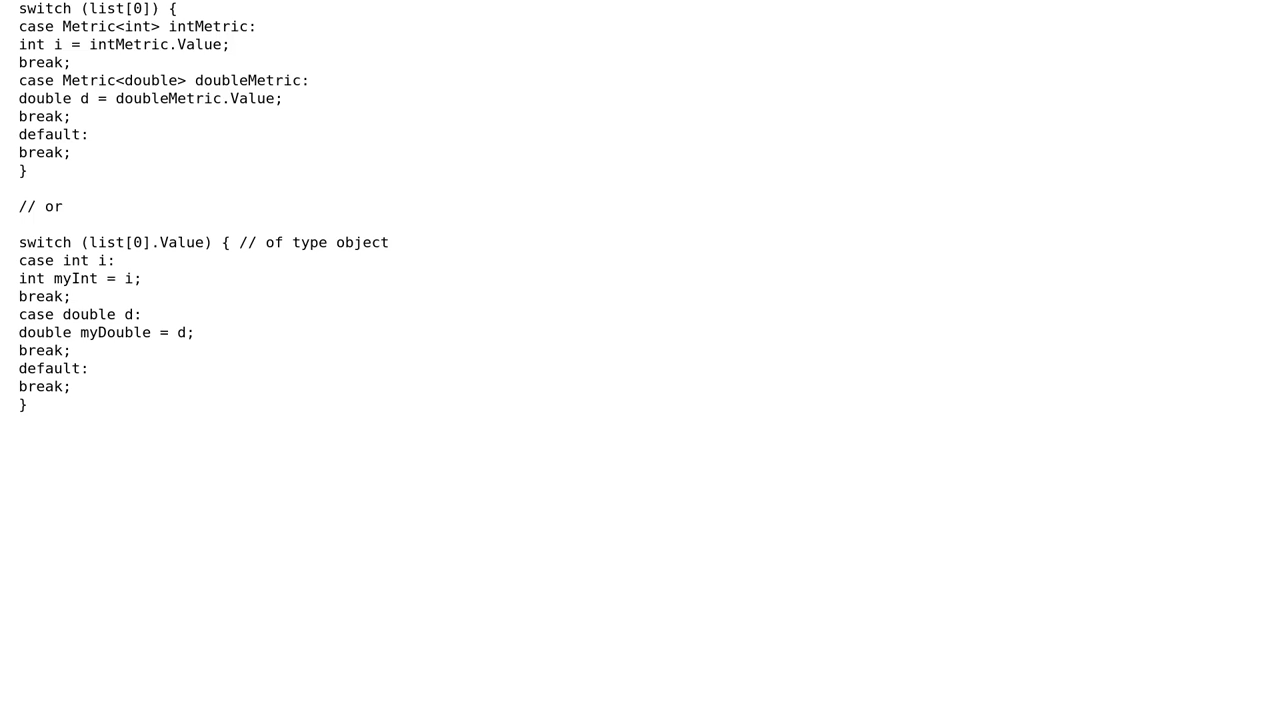 switch (list[0]) {
case Metric<int> intMetric:
int i = intMetric.Value;
break;
case Metric<double> doubleMetric:
double d = doubleMetric.Value;
break;
default:
break;
}

// or

switch (list[0].Value) { // of type object
case int i:
int myInt = i;
break;
case double d:
double myDouble = d;
break;
default:
break;
}